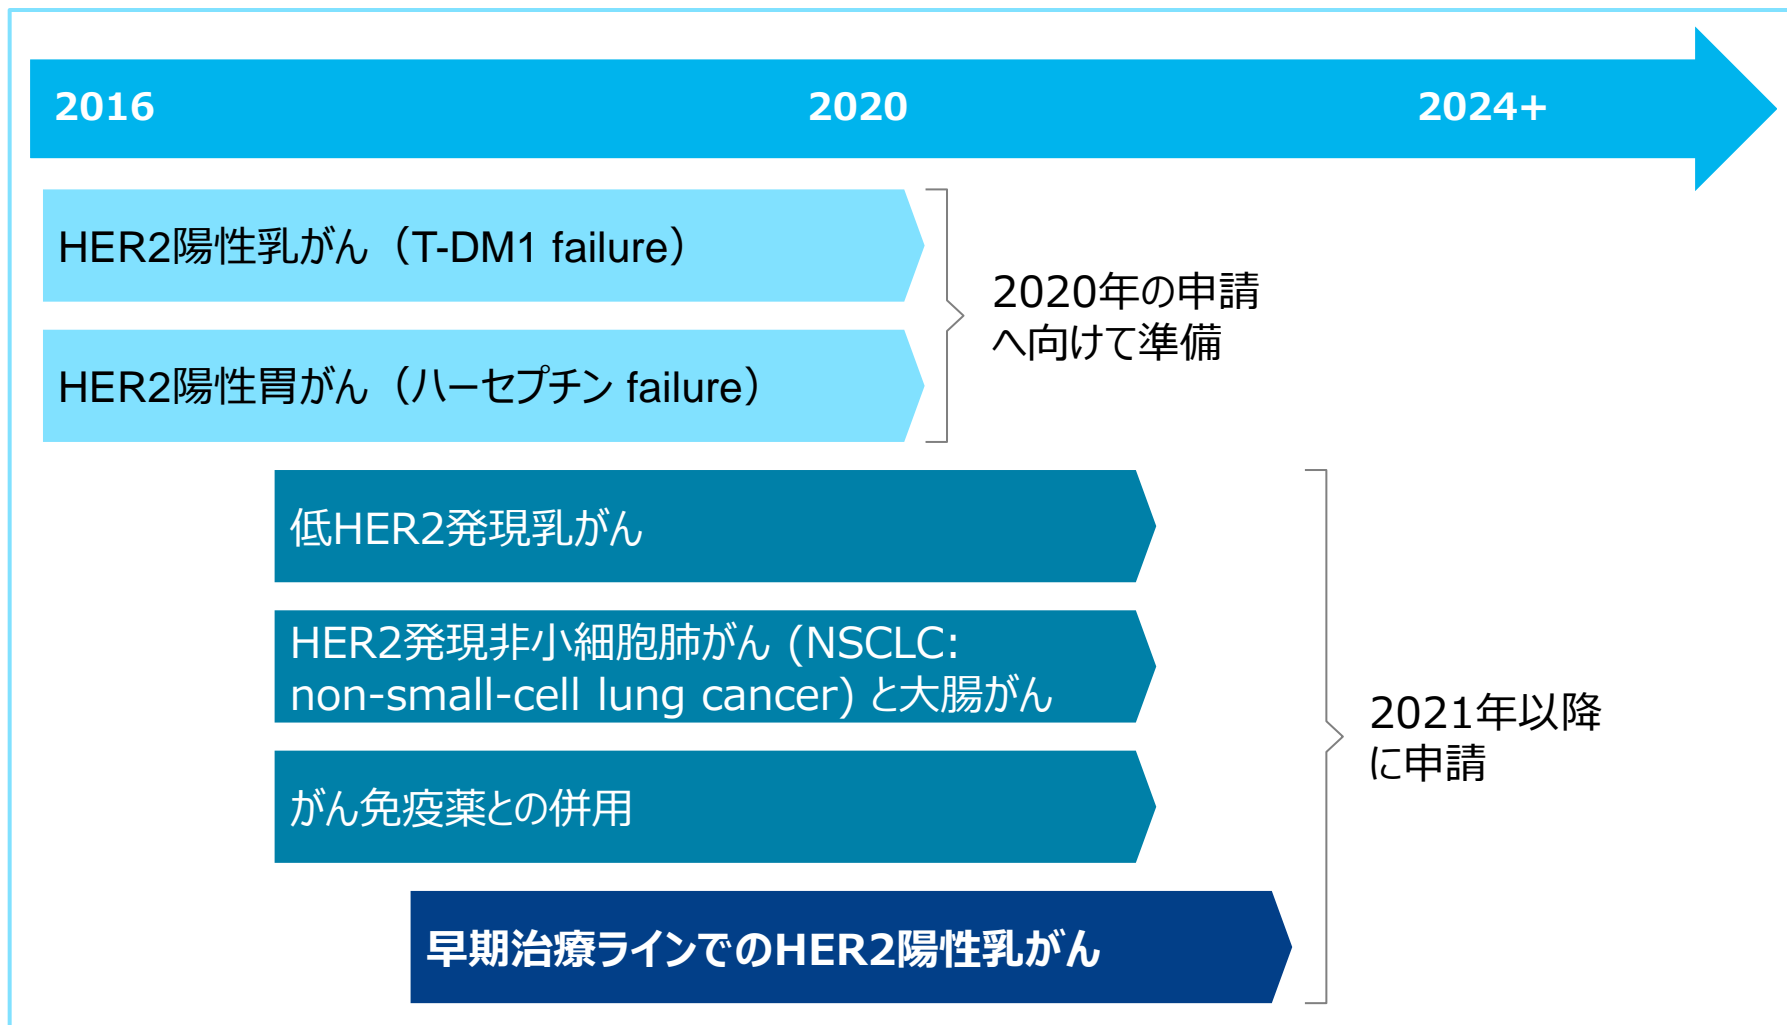 2016 2020 2024+
HER2陽性乳がん（T-DM1 failure）
HER2陽性胃がん（ハーセプチン failure）
2020年の申請
へ向けて準備
低HER2発現乳がん
HER2発現非小細胞肺がん (NSCLC:
non-small-cell lung cancer) と大腸がん
がん免疫薬との併用
早期治療ラインでのHER2陽性乳がん
2021年以降
に申請